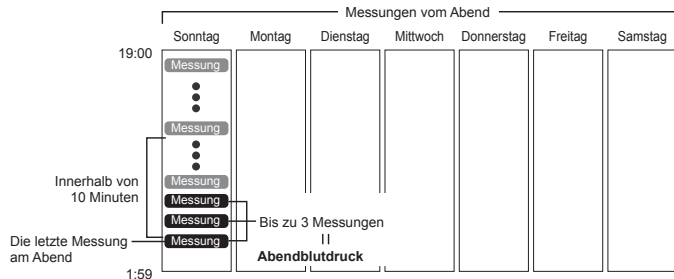 Messungen vom Abend
Sonntag Montag Dienstag Mittwoch Donnerstag Freitag Samstag
19:00
Messung
Messung
Messung
Innerhalb von
10 Minuten
Messung
Messung
Bis zu 3 Messungen
Die letzte Messung
am Abend
Messung
Abendblutdruck
1:59